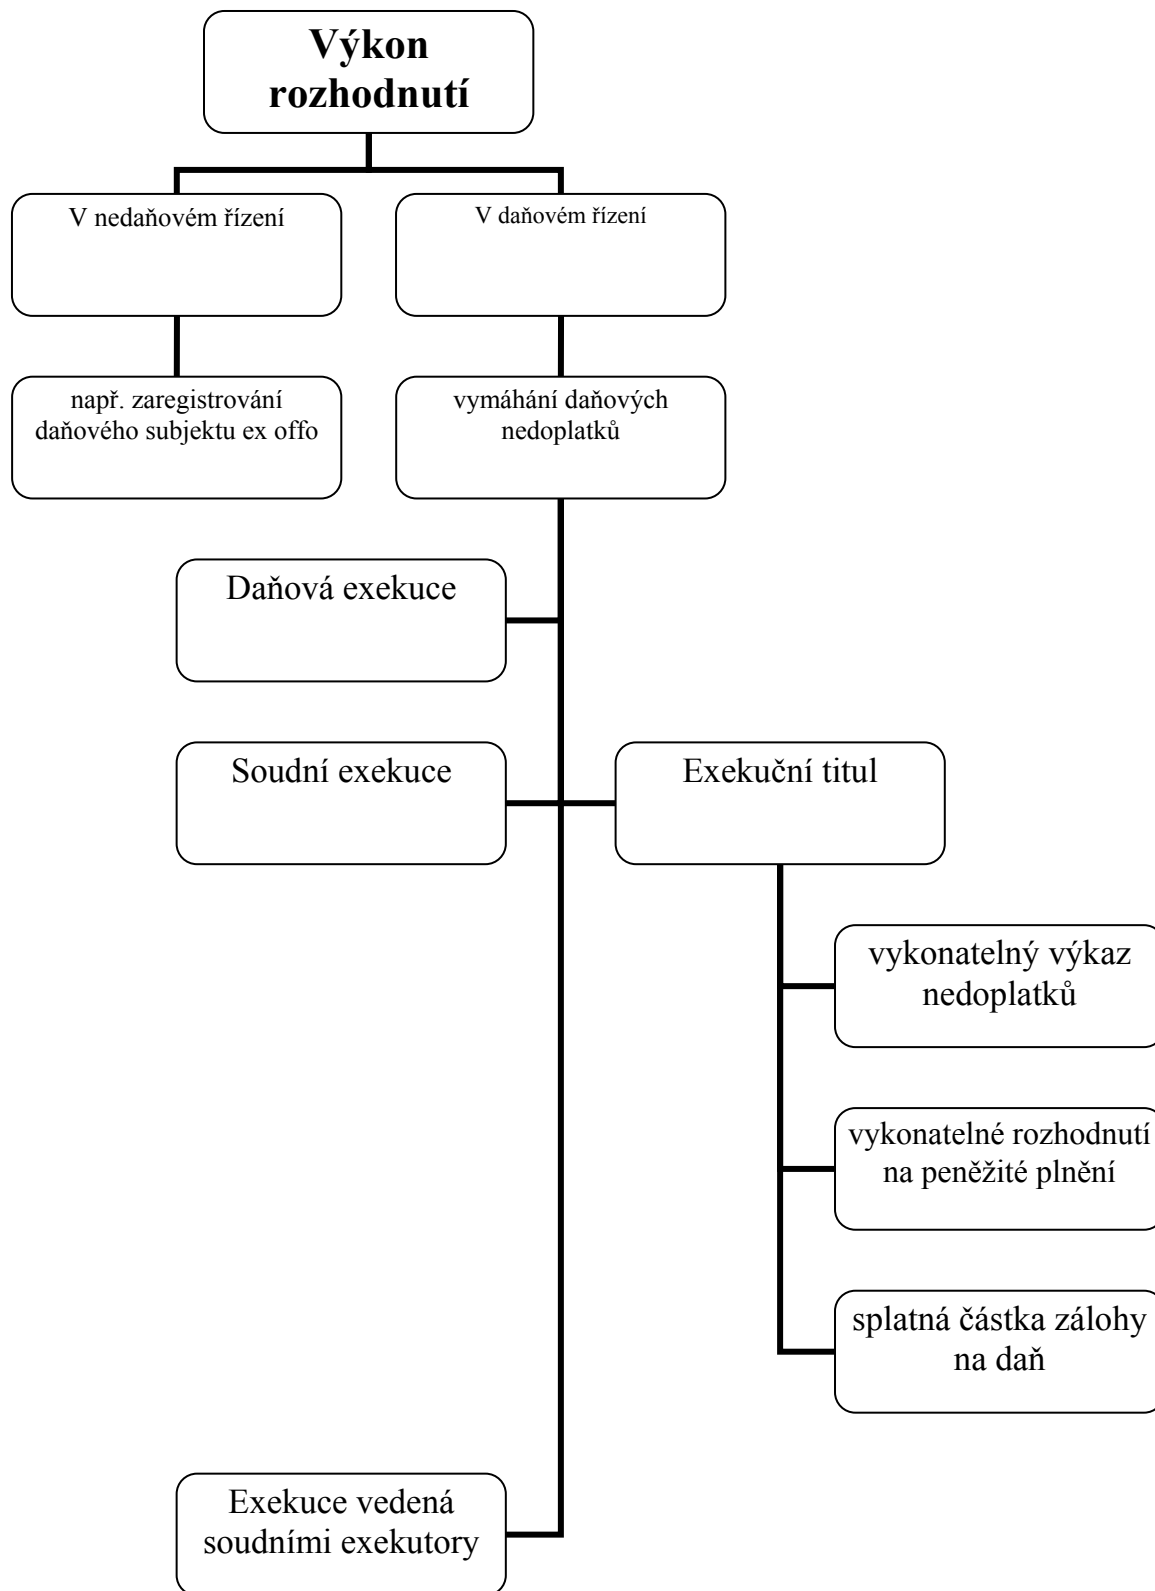 Výkon
rozhodnutí
V nedaňovém řízení
V daňovém řízení
např. zaregistrování
daňového subjektu ex offo
vymáhání daňových
nedoplatků
Daňová exekuce
Soudní exekuce
Exekuční titul
vykonatelný výkaz
nedoplatků
vykonatelné rozhodnutí
na peněžité plnění
splatná částka zálohy
na daň
Exekuce vedená
soudními exekutory